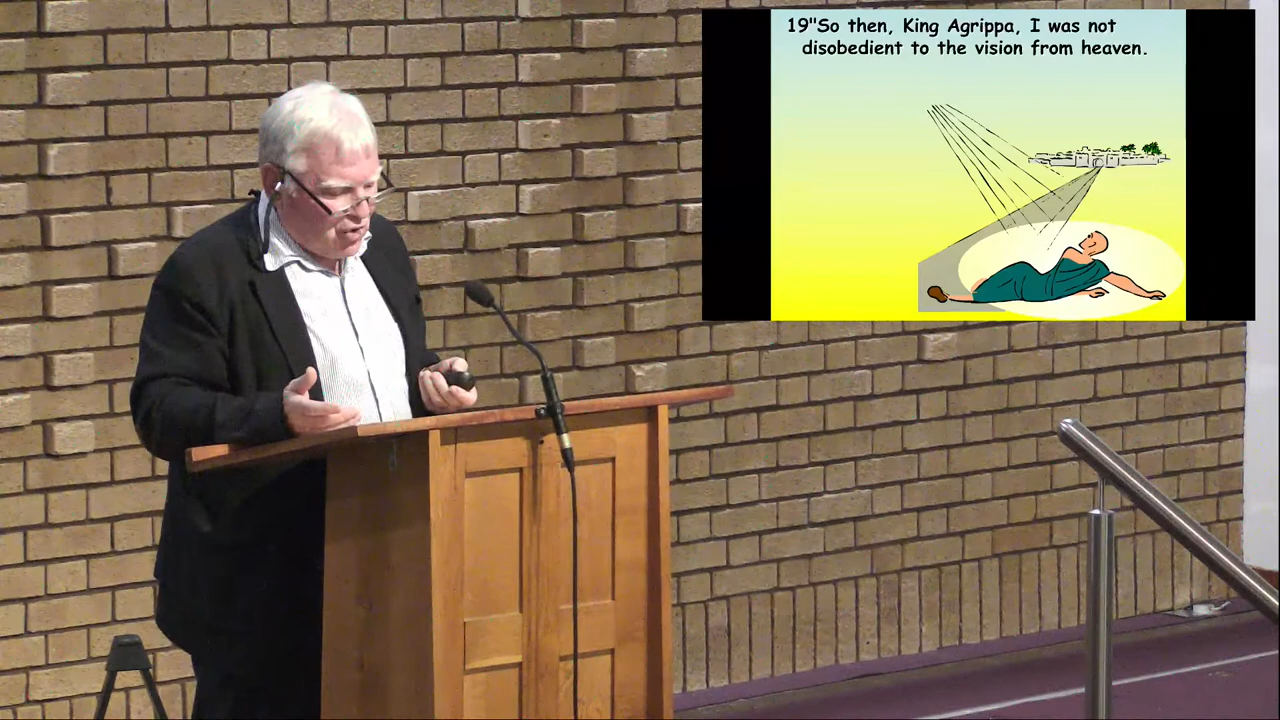 19"So then, King Agrippa, I was not
disobedient to the vision from heaven.